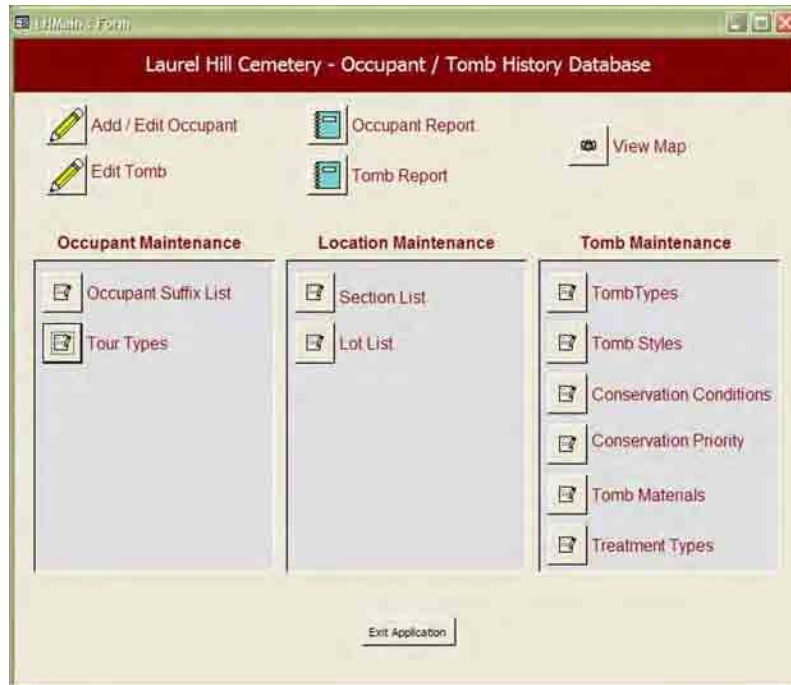 Laurel Hill Cemetery - Occupant / Tomb History Database
Add / Edit Occupant
Occupant Report
View Map
Edit Tomb
Tomb Report
Occupant Maintenance
Location Maintenance
Tomb Maintenance
Occupant Suffix List
Tour Types
Section List
Lot List
TombTypes
Tomb Styles
Conservation Conditions
Conservation Priority
Tomb Materials
Treatment Types
Exit Application